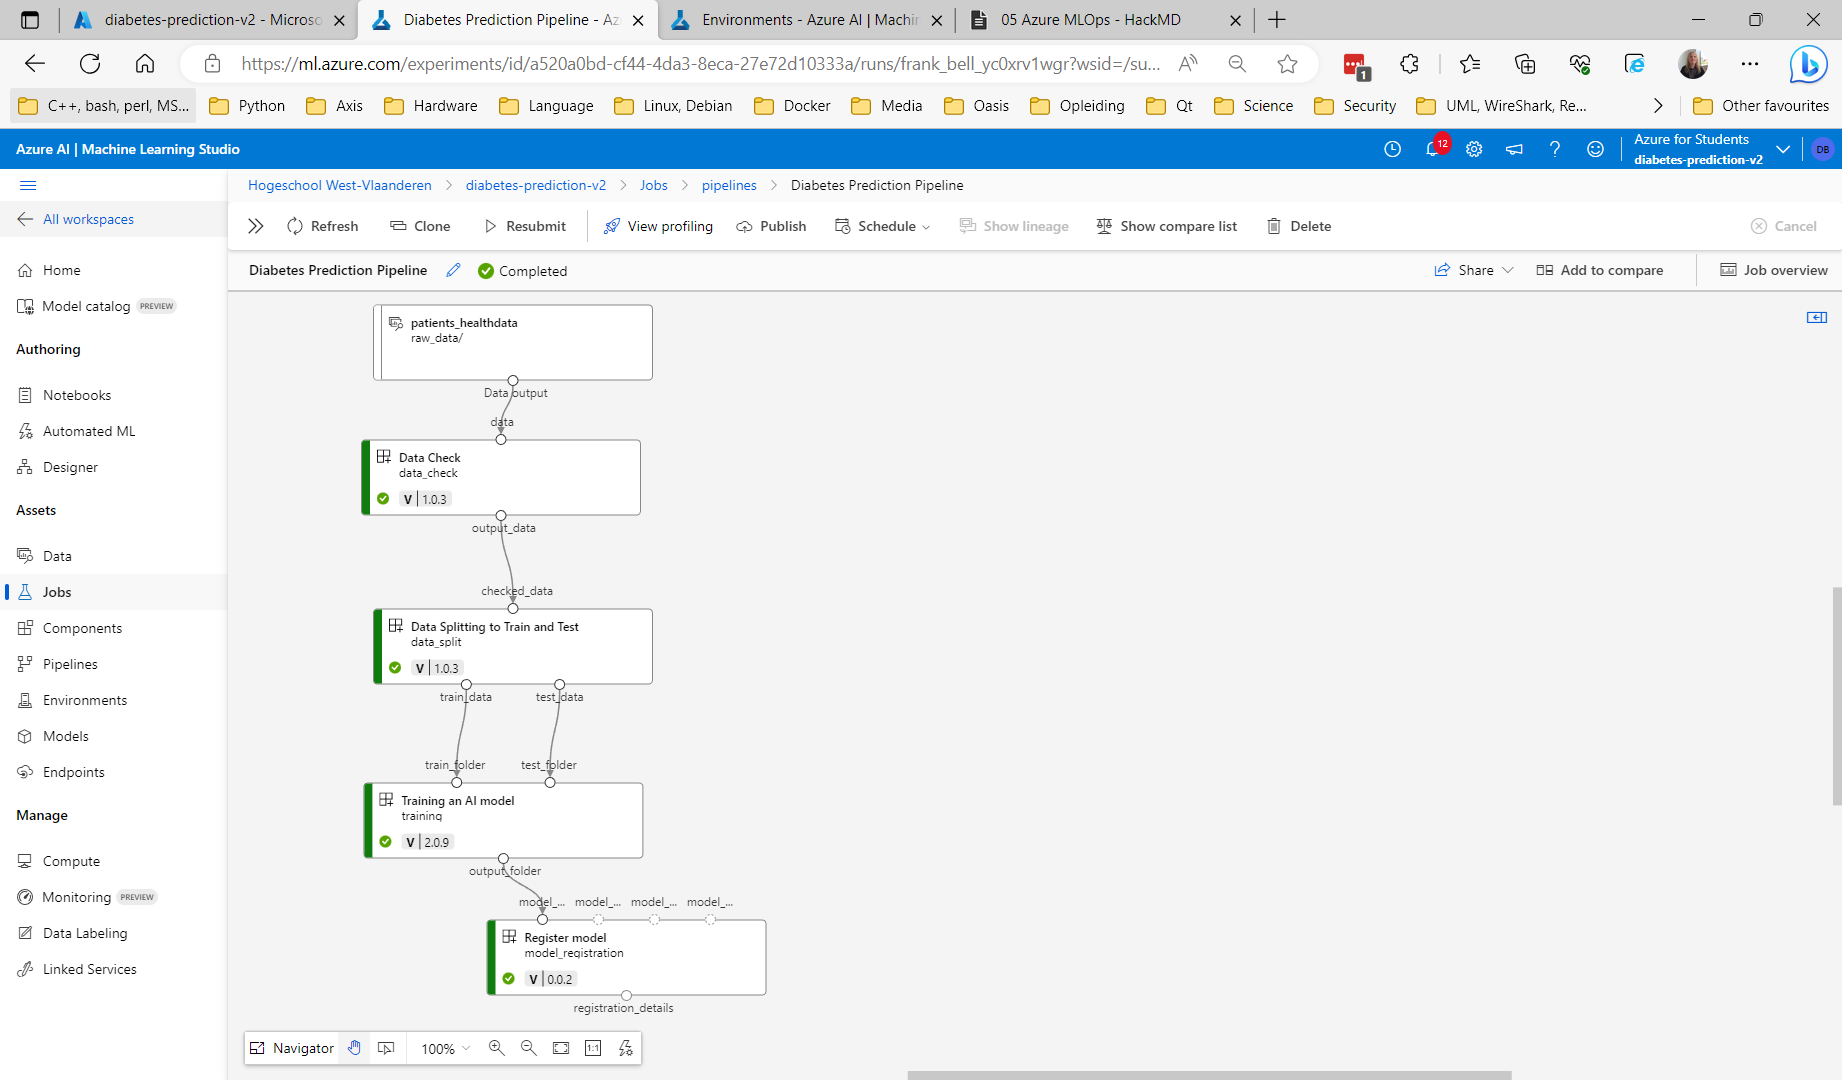 diabetes-prediction-v2 - Microso
Diabetes Prediction Pipeline - Az
Environments - Azure AI | Machin
05 Azure MLOps - HackMD
https://ml.azure.com/experiments/id/a520a0bd-cf44-4da3-8eca-27e72d10333a/runs/frank_bell_yc0xrv1wgr?wsid=/su...
1
C++, bash, perl, MS...
Python
Axis
Hardware
Language
Linux, Debian
Docker
Media
Oasis
Opleiding
Qt
Science
Security
UML, WireShark, Re...
Other favourites
Azure AI | Machine Learning Studio
12
Azure for Students
diabetes-prediction-v2
DB
Hogeschool West-Vlaanderen > diabetes-prediction-v2 > Jobs > pipelines > Diabetes Prediction Pipeline
All workspaces
Refresh
Clone
Resubmit
View profiling
Publish
Schedule
Show lineage
Show compare list
Delete
Cancel
Diabetes Prediction Pipeline
Completed
Share
Add to compare
Job overview
Home
Model catalog PREVIEW
Authoring
Notebooks
Automated ML
Designer
Assets
Data
Jobs
Components
Pipelines
Environments
Models
Endpoints
Manage
Compute
Monitoring PREVIEW
Data Labeling
Linked Services
patients_healthdata
raw_data/
Data output
data
Data Check
data_check
V | 1.0.3
output_data
checked_data
Data Splitting to Train and Test
data_split
V | 1.0.3
train_data
test_data
train_folder
test_folder
Training an AI model
training
V | 2.0.9
output_folder
model_...
model_...
model_...
model_...
Register model
model_registration
V | 0.0.2
registration_details
Navigator
100%
1:1